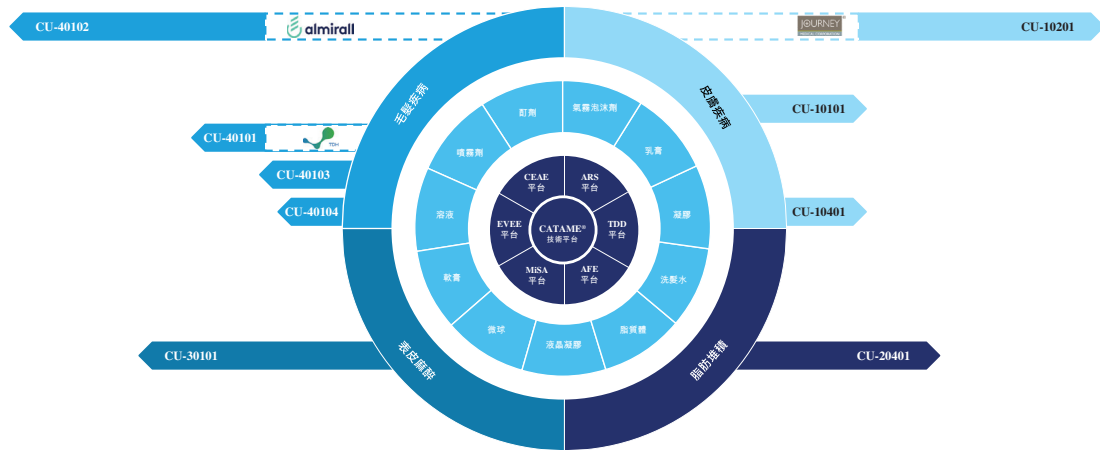 CU-40102
almirall
JOURNEY
MEDICAL CORPORATION
CU-10201
毛髮疾病
皮膚疾病
CU-10101
CU-40101
TDH
CU-40103
CU-40104
CU-10401
酊劑
氣霧泡沫劑
噴霧劑
乳膏
溶液
凝膠
軟膏
洗髮水
微球
液晶凝膠
脂質體
CEAE
平台
ARS
平台
EVEE
平台
CATAME®
技術平台
TDD
平台
MiSA
平台
AFE
平台
CU-30101
表皮麻醉
脂肪堆積
CU-20401